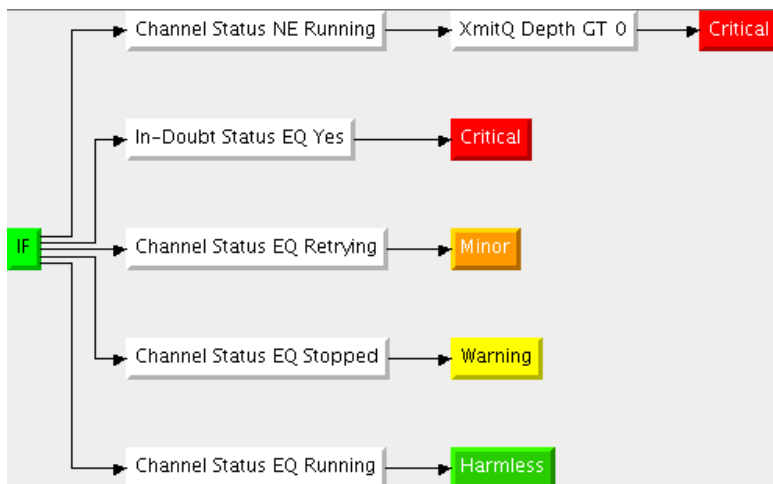 Channel Status NE Running XmitQ Depth GT 0 Critical
In-Doubt Status EQ Yes Critical
IF Channel Status EQ Retrying Minor
Channel Status EQ Stopped Warning
Channel Status EQ Running Harmless